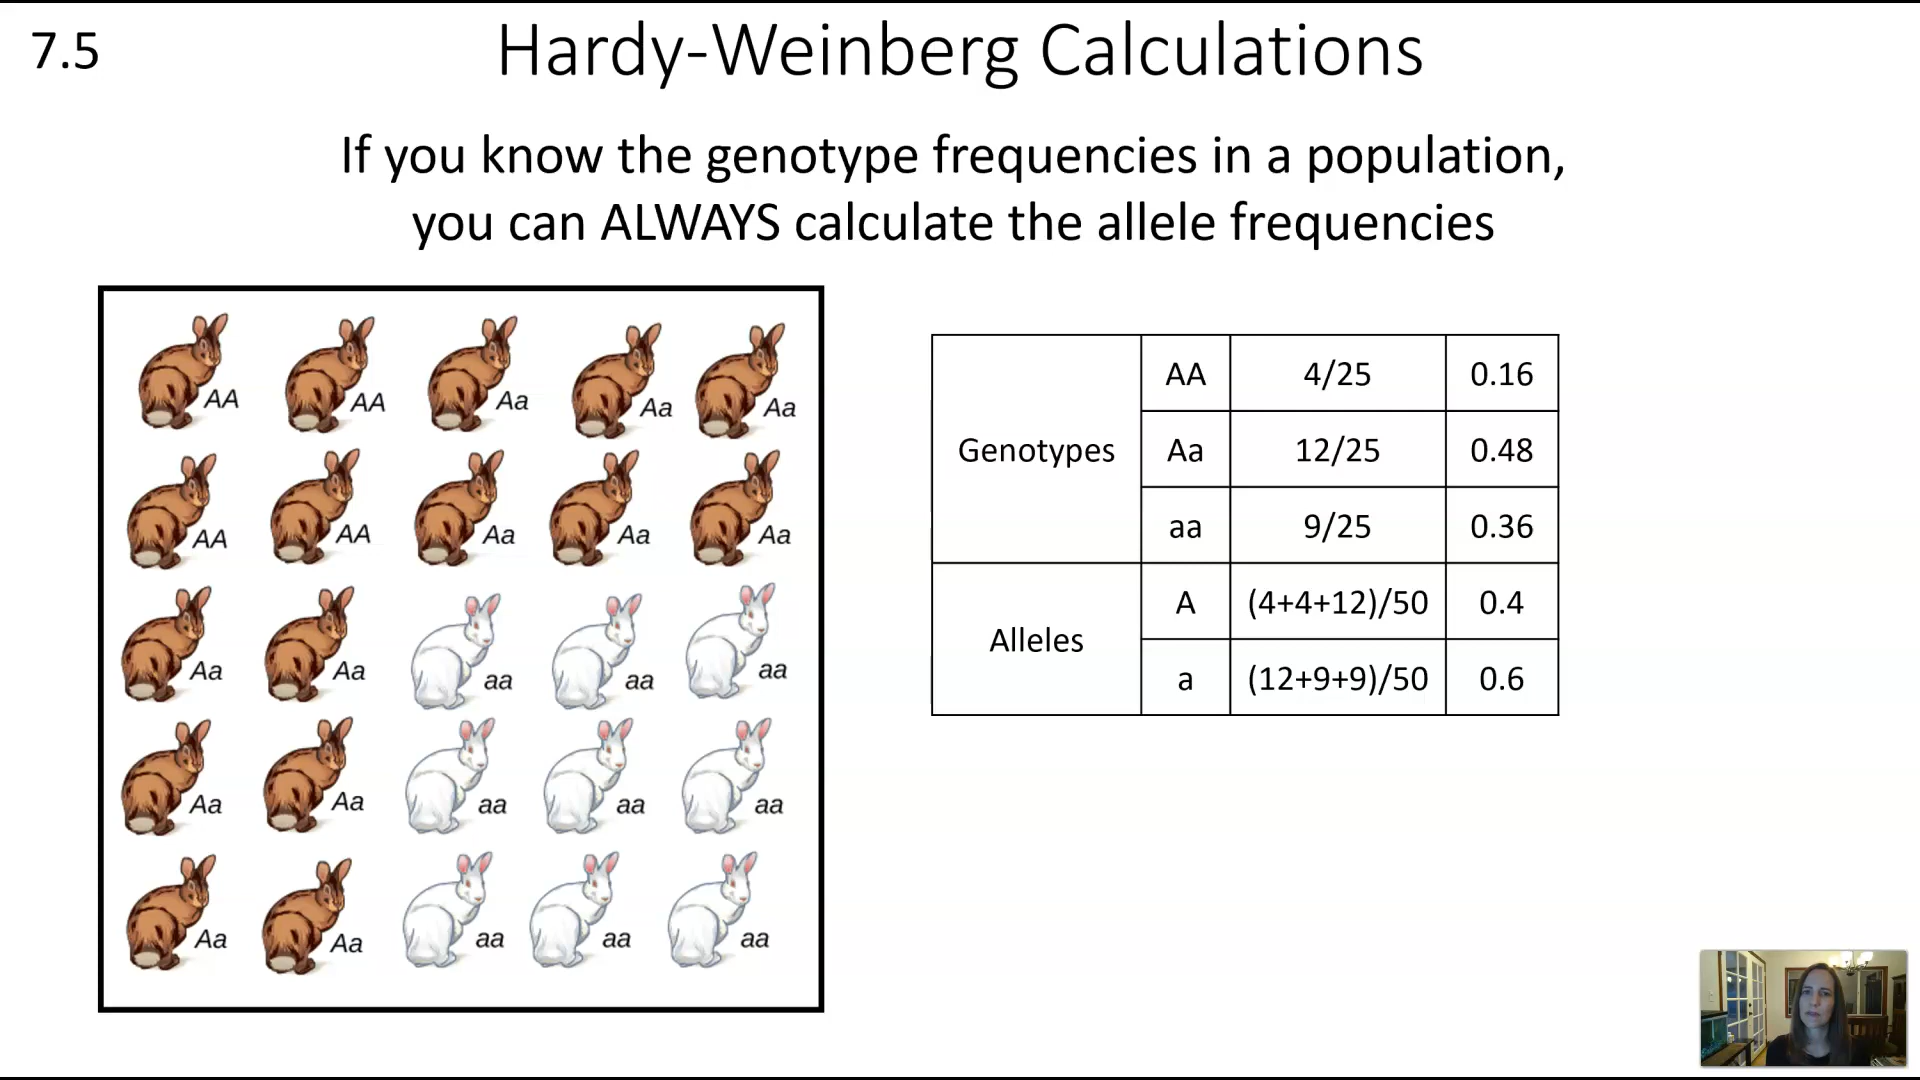 7.5
Hardy-Weinberg Calculations
If you know the genotype frequencies in a population,
you can ALWAYS calculate the allele frequencies
AA AA Aa Aa Aa
AA AA Aa Aa Aa
Aa Aa aa aa aa
Aa Aa aa aa aa
Aa Aa aa aa aa
Genotypes
AA 4/25 0.16
Aa 12/25 0.48
aa 9/25 0.36
Alleles
A (4+4+12)/50 0.4
a (12+9+9)/50 0.6